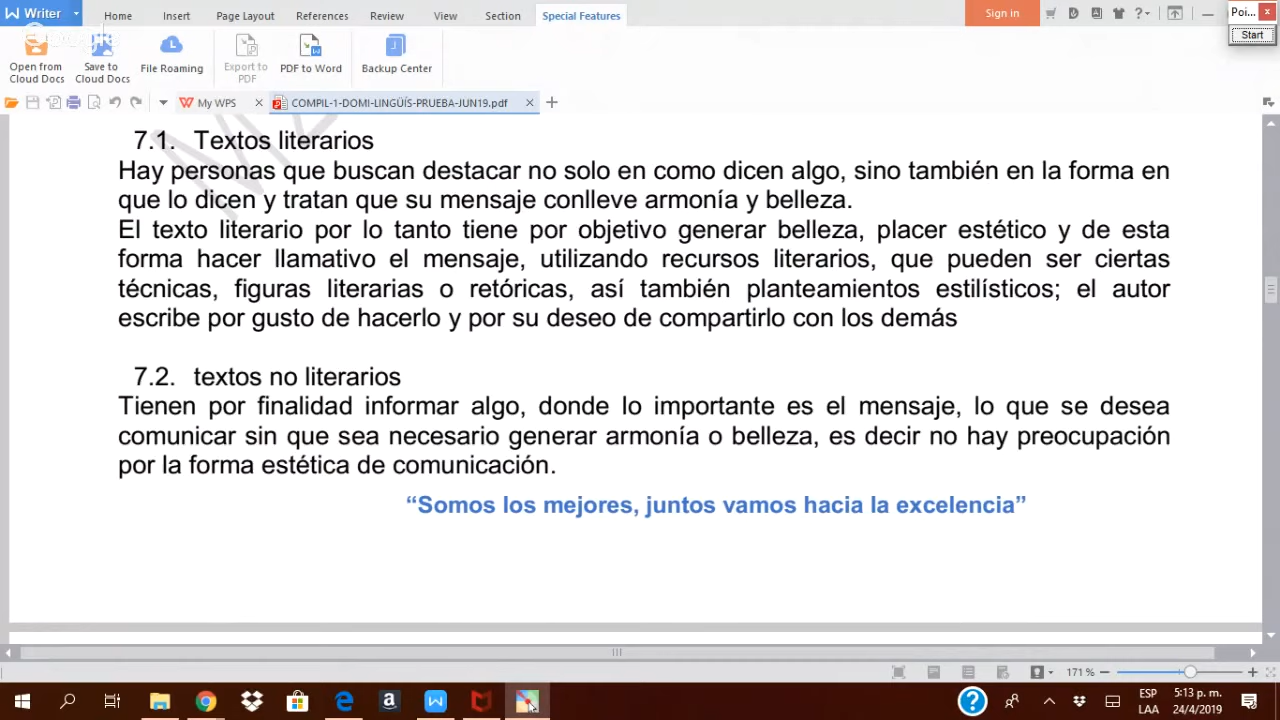 Writer
Home Insert Page Layout References Review View Section Special Features
Sign in
Poi...
Start
Google
Open from Cloud Docs
Save to Cloud Docs
File Roaming
Export to PDF
PDF to Word
Backup Center
My WPS
COMPIL-1-DOMI-LINGÜÍS-PRUEBA-JUN19.pdf
7.1. Textos literarios
Hay personas que buscan destacar no solo en como dicen algo, sino también en la forma en
que lo dicen y tratan que su mensaje conlleve armonía y belleza.
El texto literario por lo tanto tiene por objetivo generar belleza, placer estético y de esta
forma hacer llamativo el mensaje, utilizando recursos literarios, que pueden ser ciertas
técnicas, figuras literarias o retóricas, así también planteamientos estilísticos; el autor
escribe por gusto de hacerlo y por su deseo de compartirlo con los demás
7.2. textos no literarios
Tienen por finalidad informar algo, donde lo importante es el mensaje, lo que se desea
comunicar sin que sea necesario generar armonía o belleza, es decir no hay preocupación
por la forma estética de comunicación.
“Somos los mejores, juntos vamos hacia la excelencia”
171 %
ESP
LAA
5:13 p. m.
24/4/2019